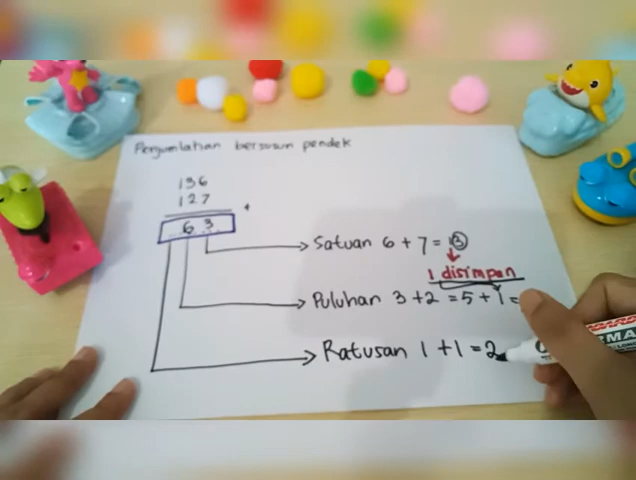 Penjumlahan bersusun pendek
136
127
+
63
Satuan 6 + 7 = 13
1 disimpan
Puluhan 3 + 2 = 5 + 1 =
Ratusan 1 + 1 = 2